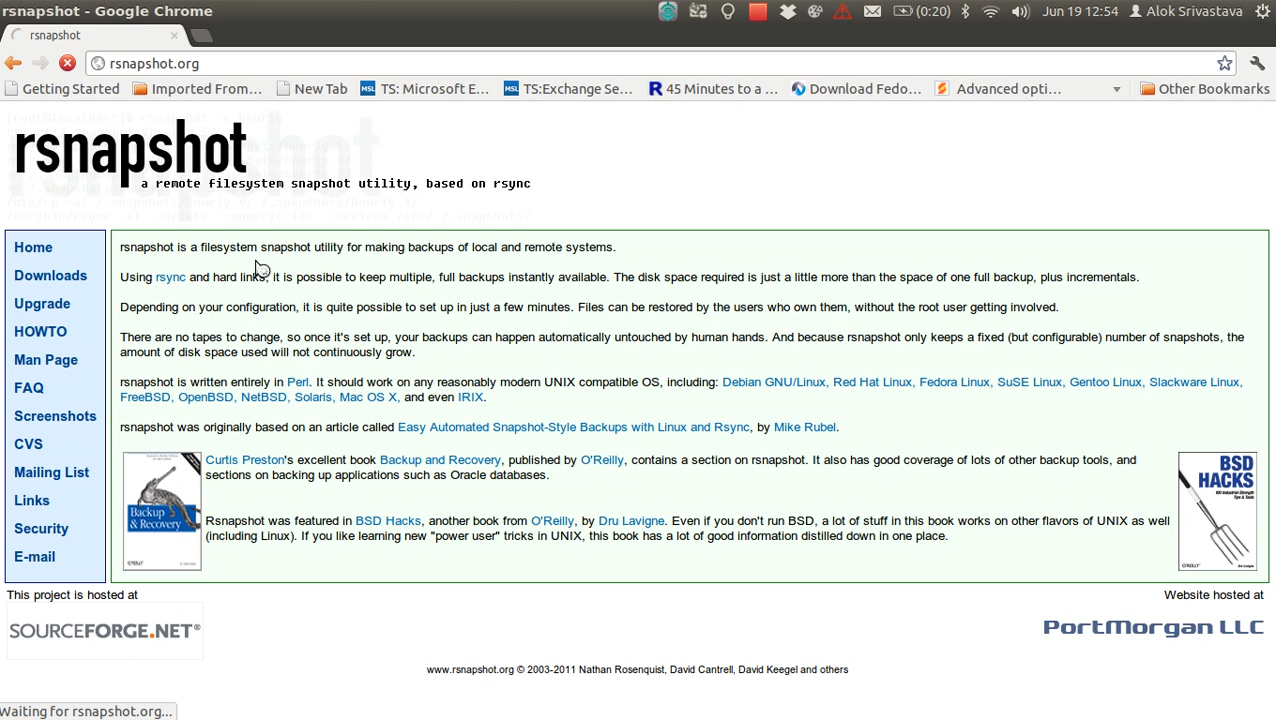 rsnapshot - Google Chrome
(0:20)
Jun 19 12:54
Alok Srivastava
rsnapshot
rsnapshot.org
Getting Started
Imported From...
New Tab
MSL TS: Microsoft E...
MSL TS:Exchange Se...
R 45 Minutes to a ...
Download Fedo...
Advanced opti...
Other Bookmarks
rsnapshot
a remote filesystem snapshot utility, based on rsync
Home
Downloads
Upgrade
HOWTO
Man Page
FAQ
Screenshots
CVS
Mailing List
Links
Security
E-mail
rsnapshot is a filesystem snapshot utility for making backups of local and remote systems.
Using rsync and hard links, it is possible to keep multiple, full backups instantly available. The disk space required is just a little more than the space of one full backup, plus incrementals.
Depending on your configuration, it is quite possible to set up in just a few minutes. Files can be restored by the users who own them, without the root user getting involved.
There are no tapes to change, so once it's set up, your backups can happen automatically untouched by human hands. And because rsnapshot only keeps a fixed (but configurable) number of snapshots, the
amount of disk space used will not continuously grow.
rsnapshot is written entirely in Perl. It should work on any reasonably modern UNIX compatible OS, including: Debian GNU/Linux, Red Hat Linux, Fedora Linux, SuSE Linux, Gentoo Linux, Slackware Linux,
FreeBSD, OpenBSD, NetBSD, Solaris, Mac OS X, and even IRIX.
rsnapshot was originally based on an article called Easy Automated Snapshot-Style Backups with Linux and Rsync, by Mike Rubel.
Curtis Preston's excellent book Backup and Recovery, published by O'Reilly, contains a section on rsnapshot. It also has good coverage of lots of other backup tools, and
sections on backing up applications such as Oracle databases.
Rsnapshot was featured in BSD Hacks, another book from O'Reilly, by Dru Lavigne. Even if you don't run BSD, a lot of stuff in this book works on other flavors of UNIX as well
(including Linux). If you like learning new "power user" tricks in UNIX, this book has a lot of good information distilled down in one place.
Backup
& Recovery
O'REILLY
BSD
HACKS
O'REILLY
This project is hosted at
SOURCEFORGE.NET®
Website hosted at
PortMorgan LLC
www.rsnapshot.org © 2003-2011 Nathan Rosenquist, David Cantrell, David Keegel and others
Waiting for rsnapshot.org...